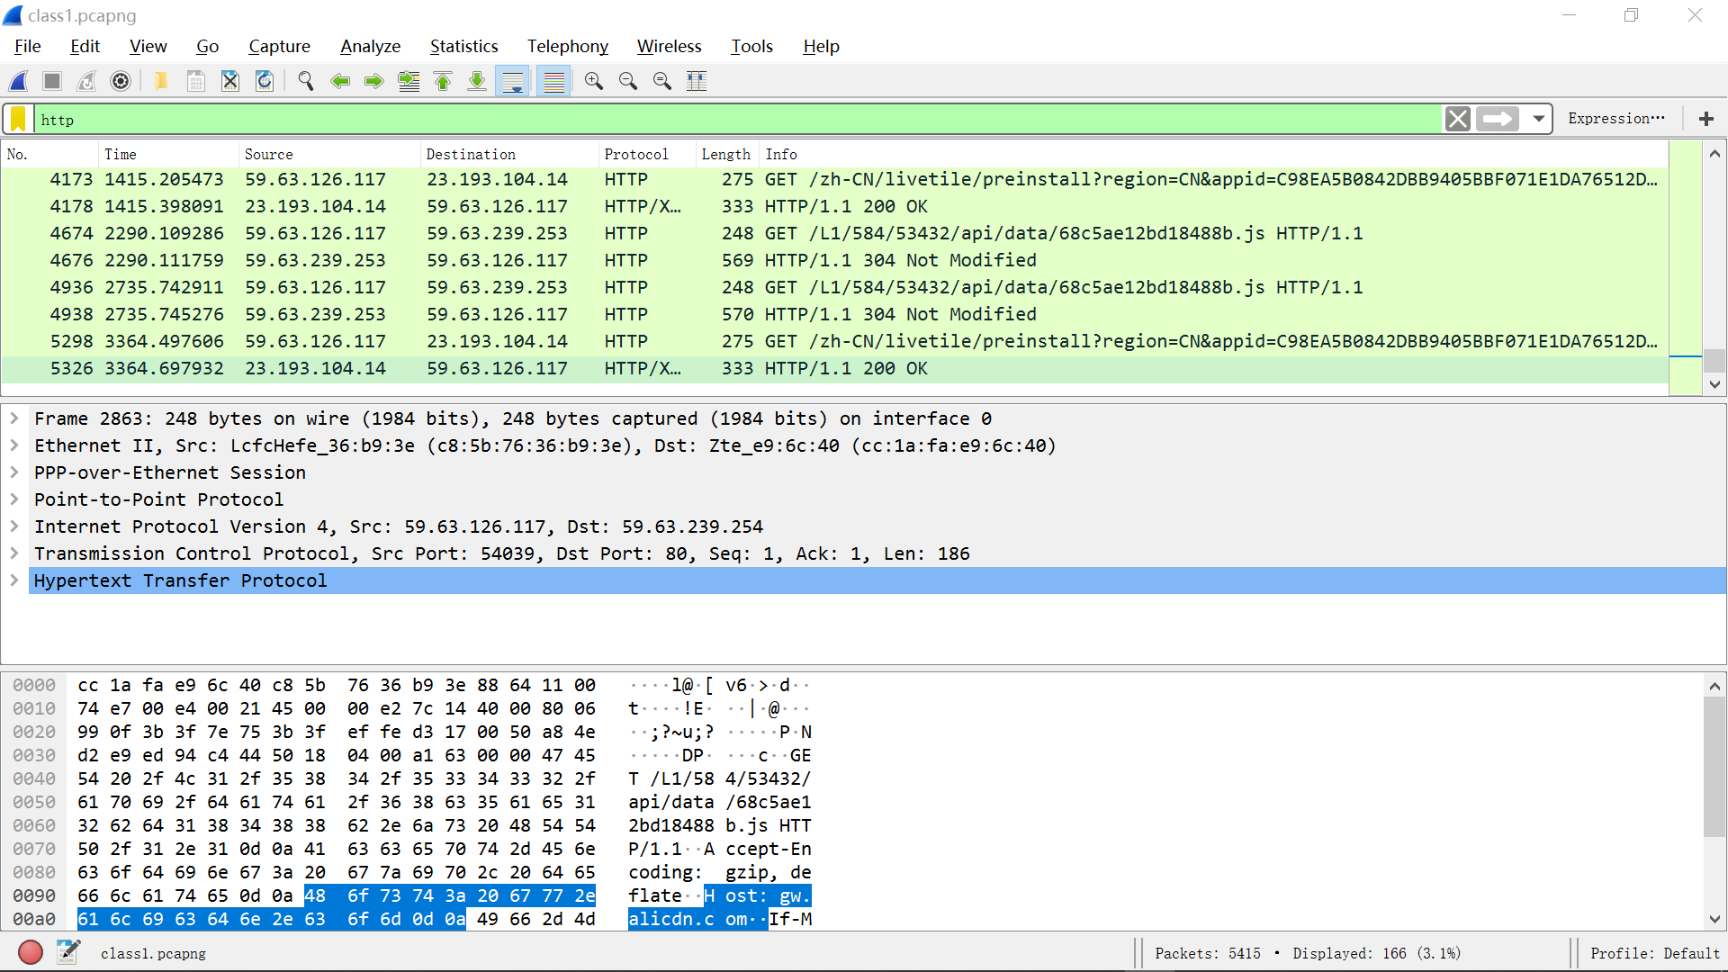 class1.pcapng
File Edit View Go Capture Analyze Statistics Telephony Wireless Tools Help
http Expression… +
No. Time Source Destination Protocol Length Info
4173 1415.205473 59.63.126.117 23.193.104.14 HTTP 275 GET /zh-CN/livetile/preinstall?region=CN&appid=C98EA5B0842DBB9405BBF071E1DA76512D…
4178 1415.398091 23.193.104.14 59.63.126.117 HTTP/X… 333 HTTP/1.1 200 OK
4674 2290.109286 59.63.126.117 59.63.239.253 HTTP 248 GET /L1/584/53432/api/data/68c5ae12bd18488b.js HTTP/1.1
4676 2290.111759 59.63.239.253 59.63.126.117 HTTP 569 HTTP/1.1 304 Not Modified
4936 2735.742911 59.63.126.117 59.63.239.253 HTTP 248 GET /L1/584/53432/api/data/68c5ae12bd18488b.js HTTP/1.1
4938 2735.745276 59.63.239.253 59.63.126.117 HTTP 570 HTTP/1.1 304 Not Modified
5298 3364.497606 59.63.126.117 23.193.104.14 HTTP 275 GET /zh-CN/livetile/preinstall?region=CN&appid=C98EA5B0842DBB9405BBF071E1DA76512D…
5326 3364.697932 23.193.104.14 59.63.126.117 HTTP/X… 333 HTTP/1.1 200 OK
Frame 2863: 248 bytes on wire (1984 bits), 248 bytes captured (1984 bits) on interface 0
Ethernet II, Src: LcfcHefe_36:b9:3e (c8:5b:76:36:b9:3e), Dst: Zte_e9:6c:40 (cc:1a:fa:e9:6c:40)
PPP-over-Ethernet Session
Point-to-Point Protocol
Internet Protocol Version 4, Src: 59.63.126.117, Dst: 59.63.239.254
Transmission Control Protocol, Src Port: 54039, Dst Port: 80, Seq: 1, Ack: 1, Len: 186
Hypertext Transfer Protocol
0000 cc 1a fa e9 6c 40 c8 5b 76 36 b9 3e 88 64 11 00 ····l@·[ v6·>·d··
0010 74 e7 00 e4 00 21 45 00 00 e2 7c 14 40 00 80 06 t····!E· ··|·@···
0020 99 0f 3b 3f 7e 75 3b 3f ef fe d3 17 00 50 a8 4e ··;?~u;? ·····P·N
0030 d2 e9 ed 94 c4 44 50 18 04 00 a1 63 00 00 47 45 ·····DP· ···c··GE
0040 54 20 2f 4c 31 2f 35 38 34 2f 35 33 34 33 32 2f T /L1/58 4/53432/
0050 61 70 69 2f 64 61 74 61 2f 36 38 63 35 61 65 31 api/data /68c5ae1
0060 32 62 64 31 38 34 38 38 62 2e 6a 73 20 48 54 54 2bd18488 b.js HTT
0070 50 2f 31 2e 31 0d 0a 41 63 63 65 70 74 2d 45 6e P/1.1··A ccept-En
0080 63 6f 64 69 6e 67 3a 20 67 7a 69 70 2c 20 64 65 coding:  gzip, de
0090 66 6c 61 74 65 0d 0a 48 6f 73 74 3a 20 67 77 2e flate··H ost: gw.
00a0 61 6c 69 63 64 6e 2e 63 6f 6d 0d 0a 49 66 2d 4d alicdn.c om··If-M
class1.pcapng Packets: 5415 · Displayed: 166 (3.1%) Profile: Default